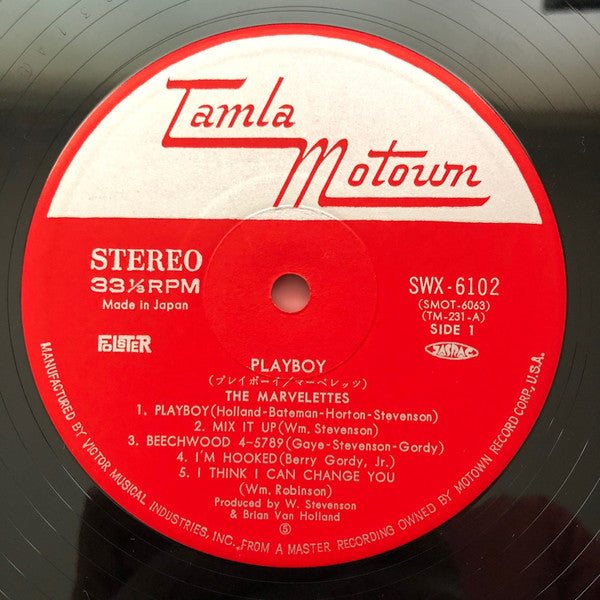 Tamla
Motown
STEREO
33⅓RPM
Made in Japan
SWX-6102
(SMOT-6063)
(TM-231-A)
SIDE 1
FOLSTER
JASRAC
PLAYBOY
(プレイボーイ/マーベレッツ)
THE MARVELETTES
1. PLAYBOY(Holland-Bateman-Horton-Stevenson)
2. MIX IT UP(Wm. Stevenson)
3. BEECHWOOD 4-5789(Gaye-Stevenson-Gordy)
4. I'M HOOKED(Berry Gordy, Jr.)
5. I THINK I CAN CHANGE YOU
(Wm. Robinson)
Produced by W. Stevenson
& Brian Van Holland
⑤
MANUFACTURED BY VICTOR MUSICAL INDUSTRIES, INC., FROM A MASTER RECORDING OWNED BY MOTOWN RECORD CORP., U.S.A.